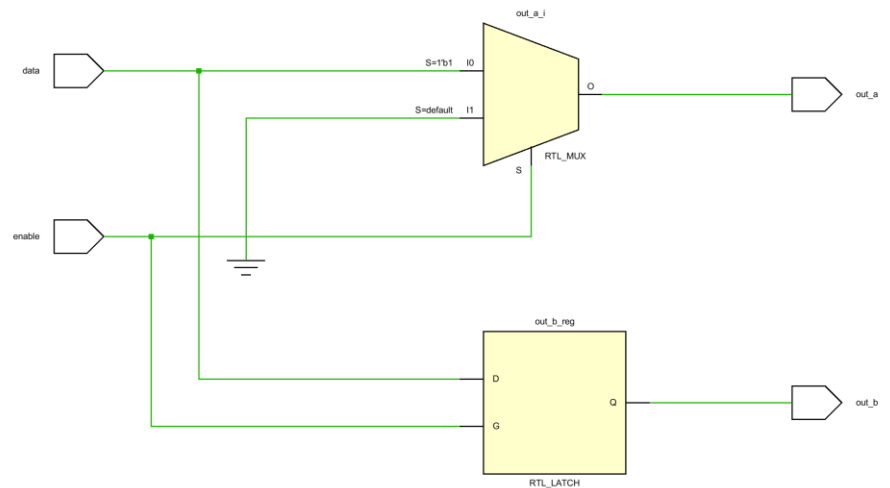 out_a_i
data
S=1'b1
I0
O
out_a
S=default
I1
RTL_MUX
S
enable
out_b_reg
D
Q
out_b
G
RTL_LATCH